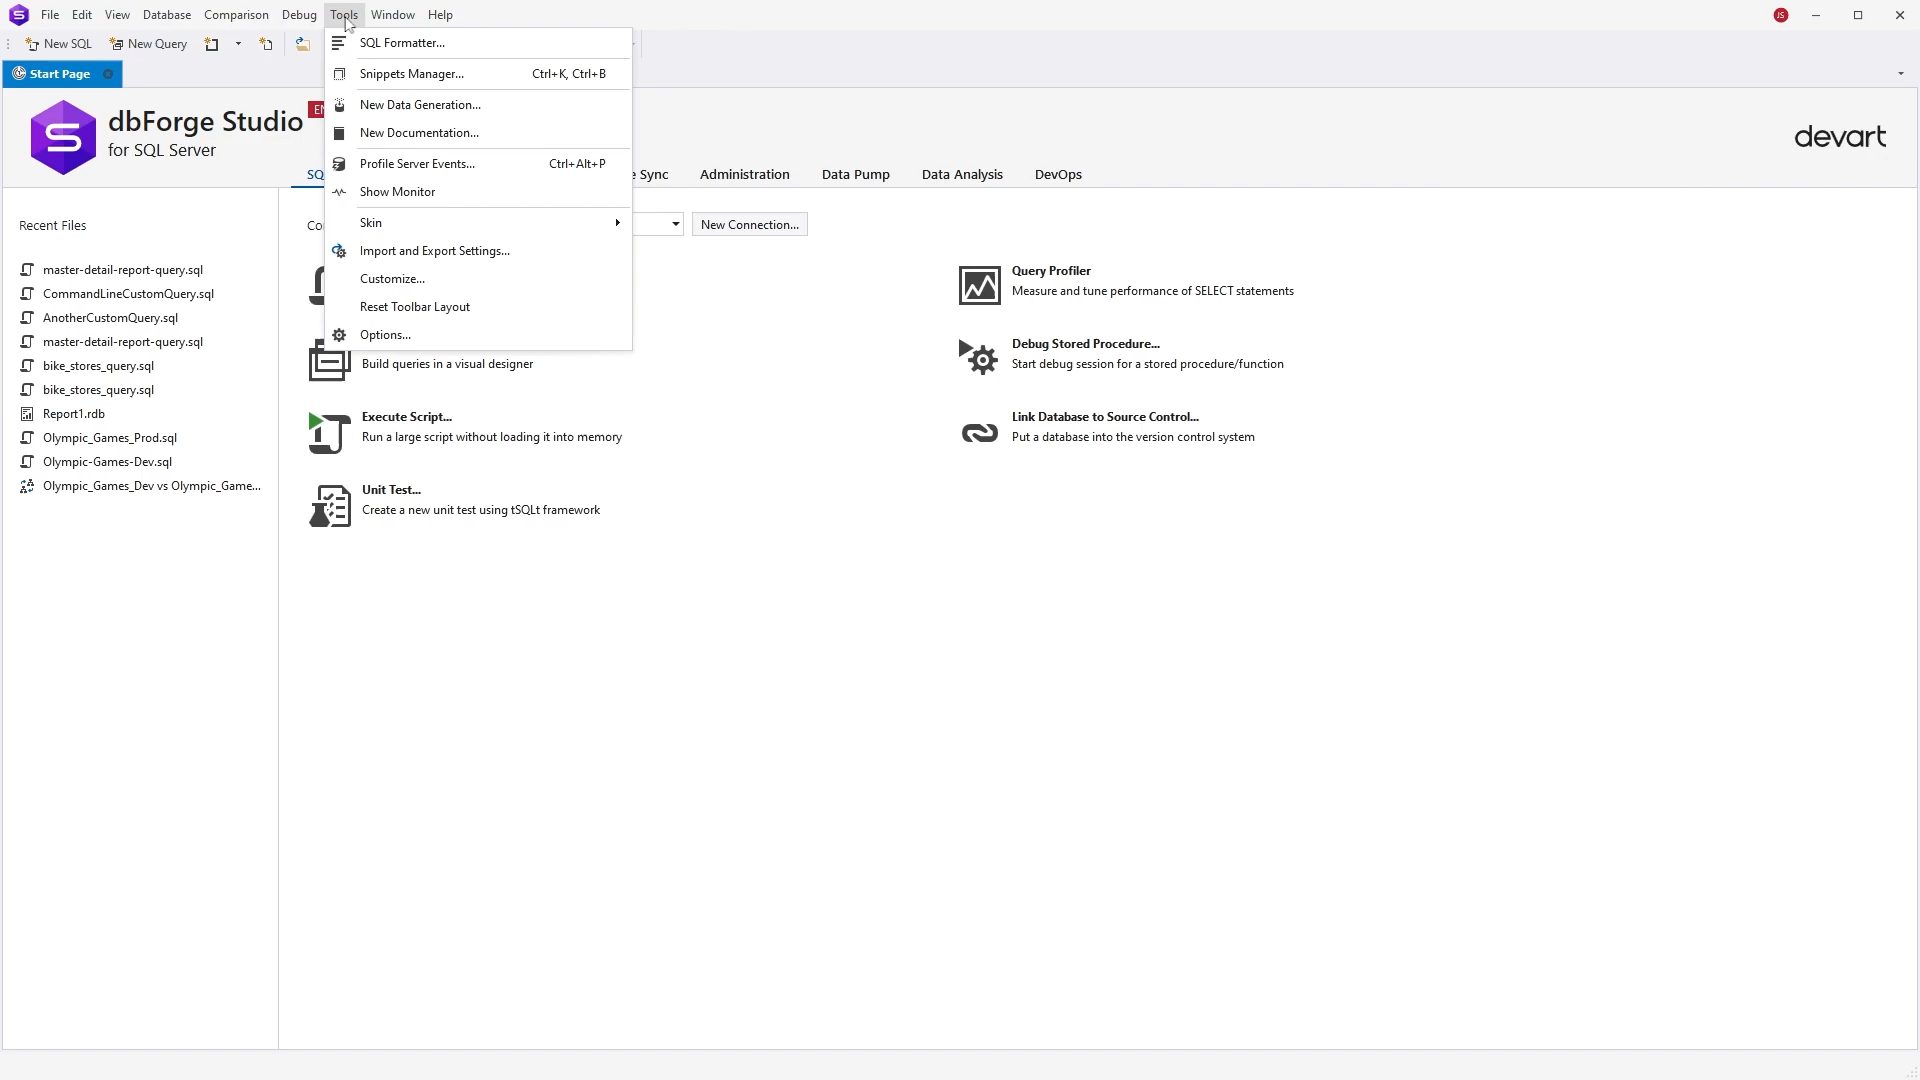 File Edit View Database Comparison Debug Tools Window Help
JS
New SQL New Query
Start Page
dbForge Studio
for SQL Server
devart
SQL Formatter...
Snippets Manager... Ctrl+K, Ctrl+B
New Data Generation...
New Documentation...
Profile Server Events... Ctrl+Alt+P
Show Monitor
Skin
Import and Export Settings...
Customize...
Reset Toolbar Layout
Options...
Sync Administration Data Pump Data Analysis DevOps
New Connection...
Recent Files
master-detail-report-query.sql
CommandLineCustomQuery.sql
AnotherCustomQuery.sql
master-detail-report-query.sql
bike_stores_query.sql
bike_stores_query.sql
Report1.rdb
Olympic_Games_Prod.sql
Olympic-Games-Dev.sql
Olympic_Games_Dev vs Olympic_Game...
Build queries in a visual designer
Execute Script...
Run a large script without loading it into memory
Unit Test...
Create a new unit test using tSQLt framework
Query Profiler
Measure and tune performance of SELECT statements
Debug Stored Procedure...
Start debug session for a stored procedure/function
Link Database to Source Control...
Put a database into the version control system